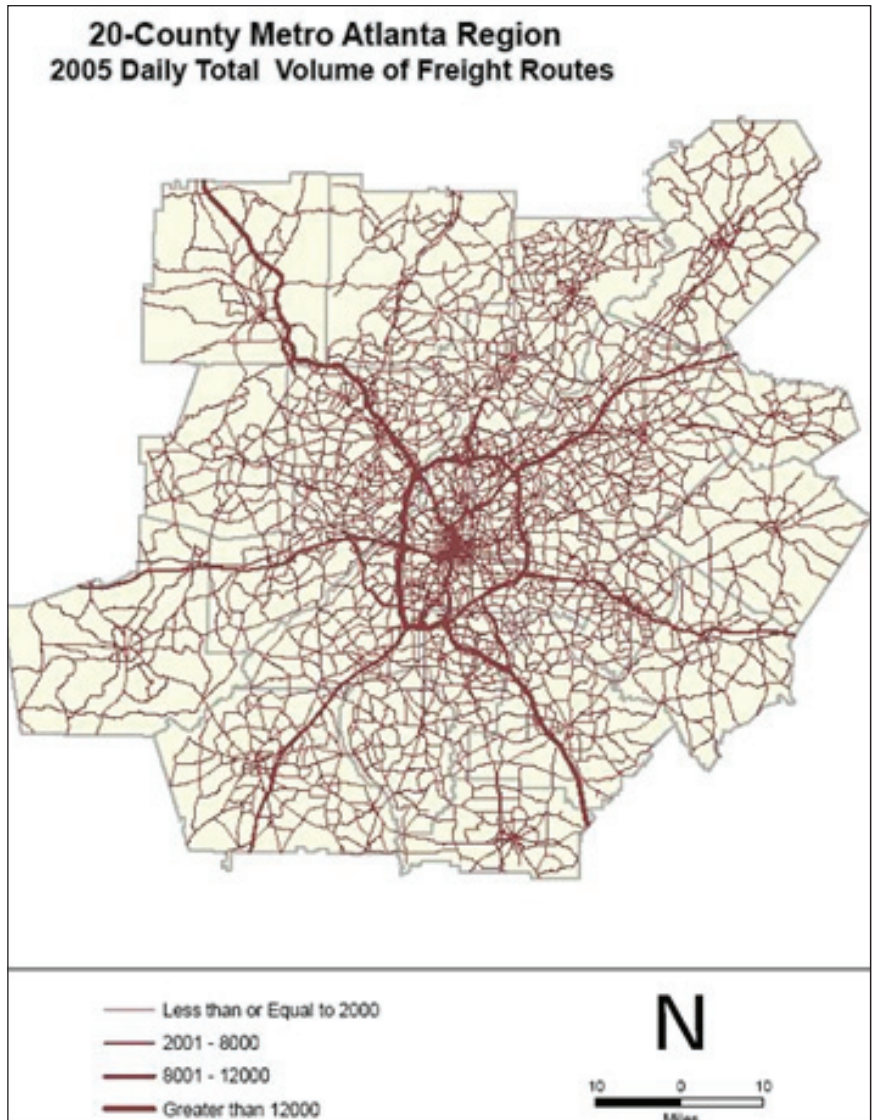 20-County Metro Atlanta Region
2005 Daily Total Volume of Freight Routes
Less than or Equal to 2000
2001 - 8000
8001 - 12000
Greater than 12000
N
10 0 10
Miles